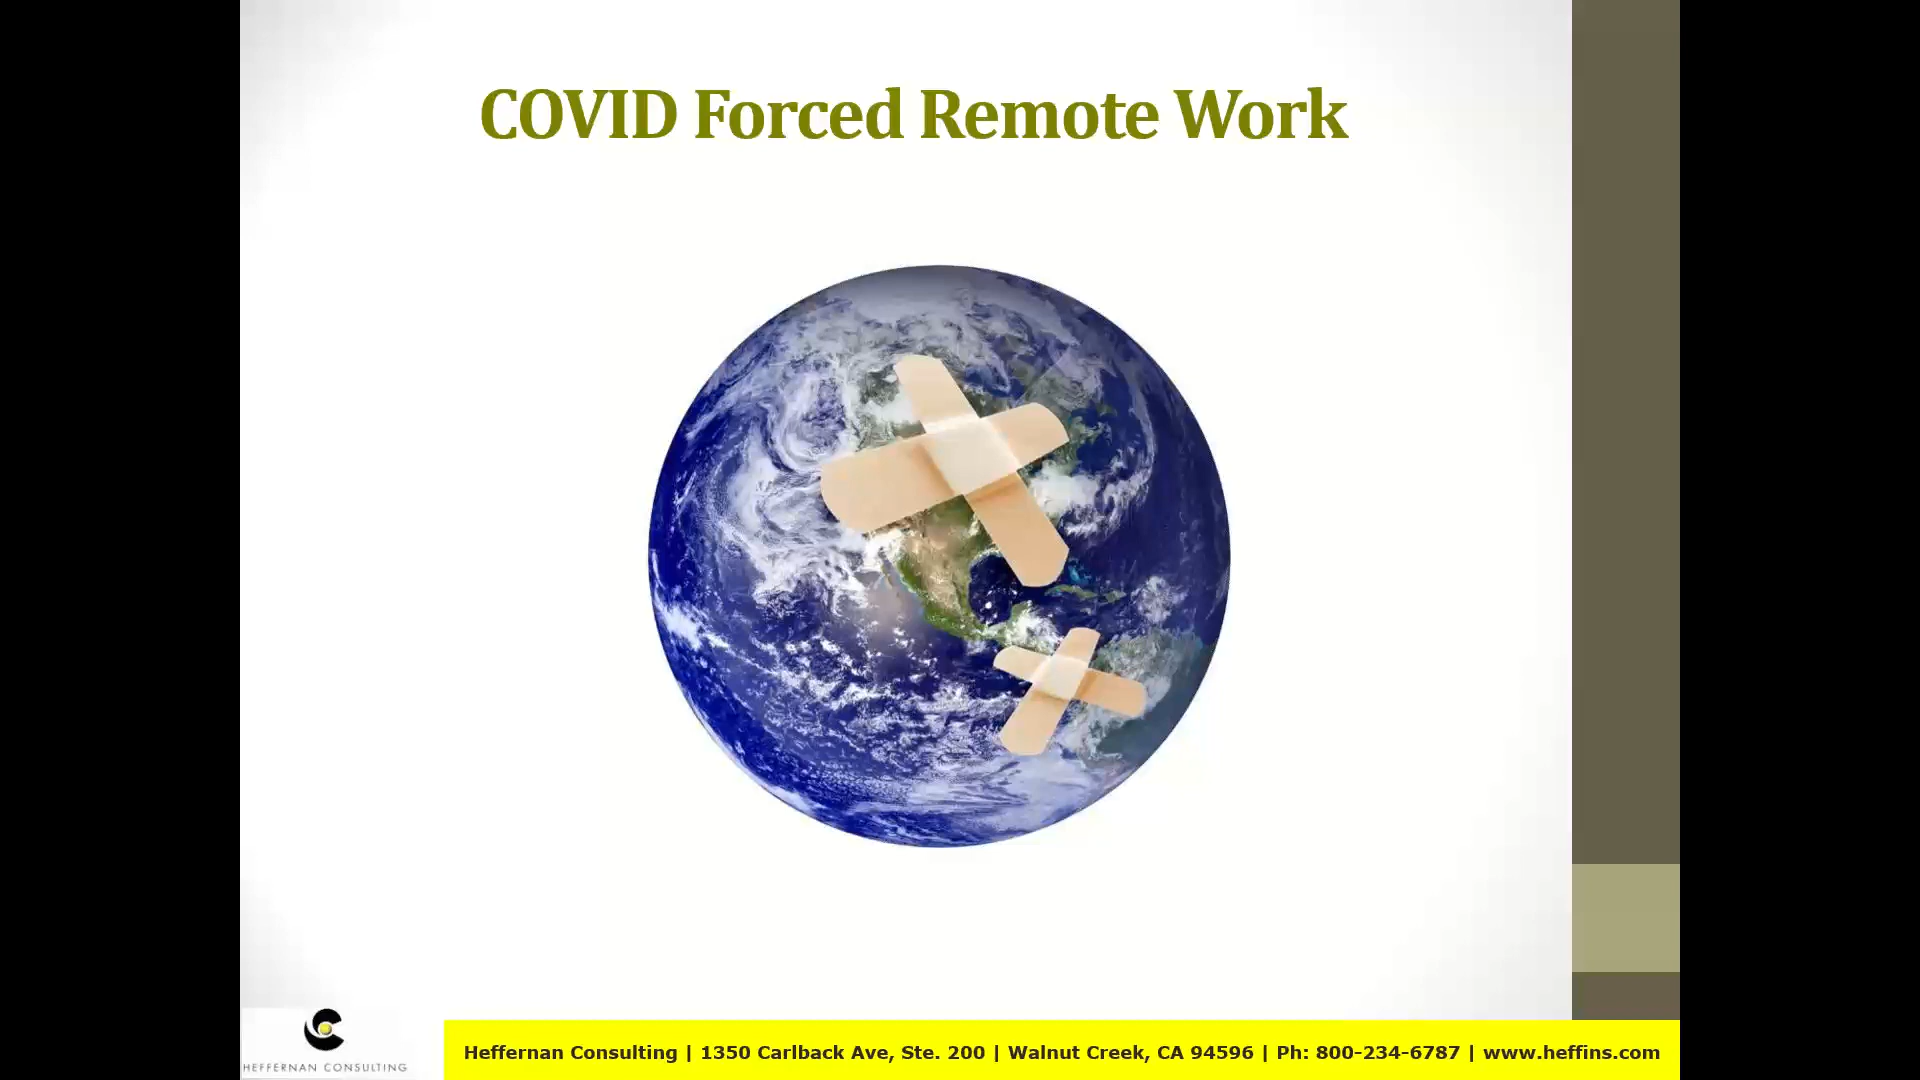 COVID Forced Remote Work
HEFFERNAN CONSULTING
Heffernan Consulting | 1350 Carlback Ave, Ste. 200 | Walnut Creek, CA 94596 | Ph: 800-234-6787 | www.heffins.com